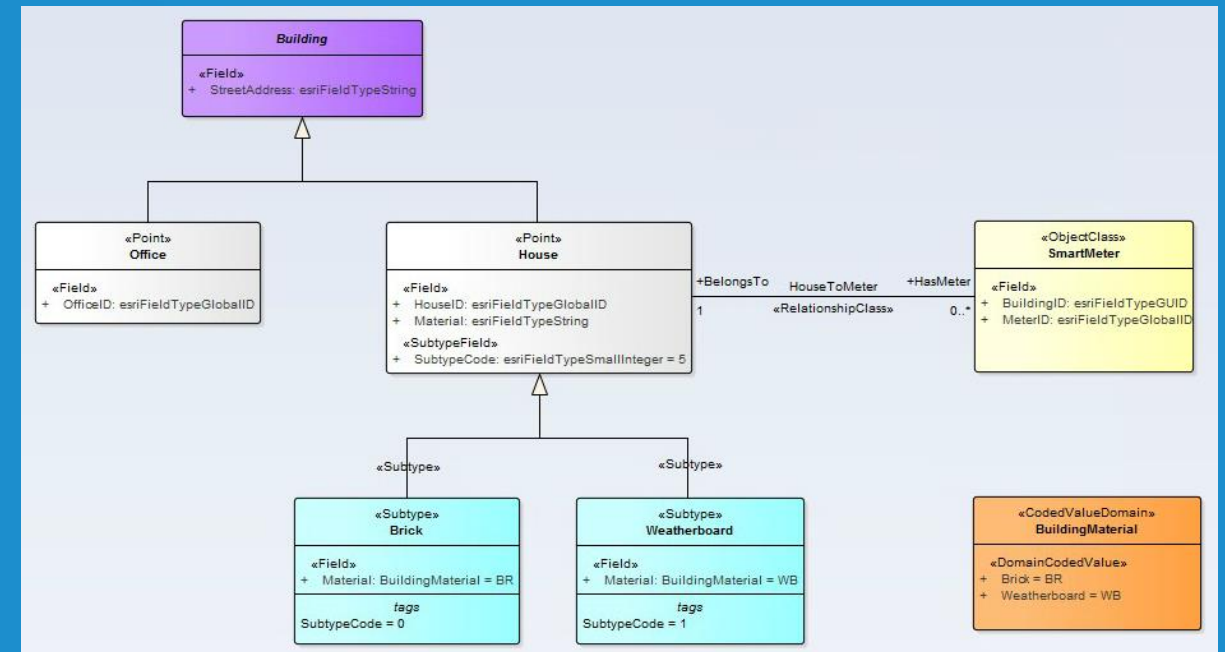 Building
«Field»
+ StreetAddress: esriFieldTypeString
«Point»
Office
«Field»
+ OfficeID: esriFieldTypeGlobalID
«Point»
House
«Field»
+ HouseID: esriFieldTypeGlobalID
+ Material: esriFieldTypeString
«SubtypeField»
+ SubtypeCode: esriFieldTypeSmallInteger = 5
+BelongsTo HouseToMeter +HasMeter
1 «RelationshipClass» 0..*
«ObjectClass»
SmartMeter
«Field»
+ BuildingID: esriFieldTypeGUID
+ MeterID: esriFieldTypeGlobalID
«Subtype» «Subtype»
«Subtype»
Brick
«Field»
+ Material: BuildingMaterial = BR
tags
SubtypeCode = 0
«Subtype»
Weatherboard
«Field»
+ Material: BuildingMaterial = WB
tags
SubtypeCode = 1
«CodedValueDomain»
BuildingMaterial
«DomainCodedValue»
+ Brick = BR
+ Weatherboard = WB